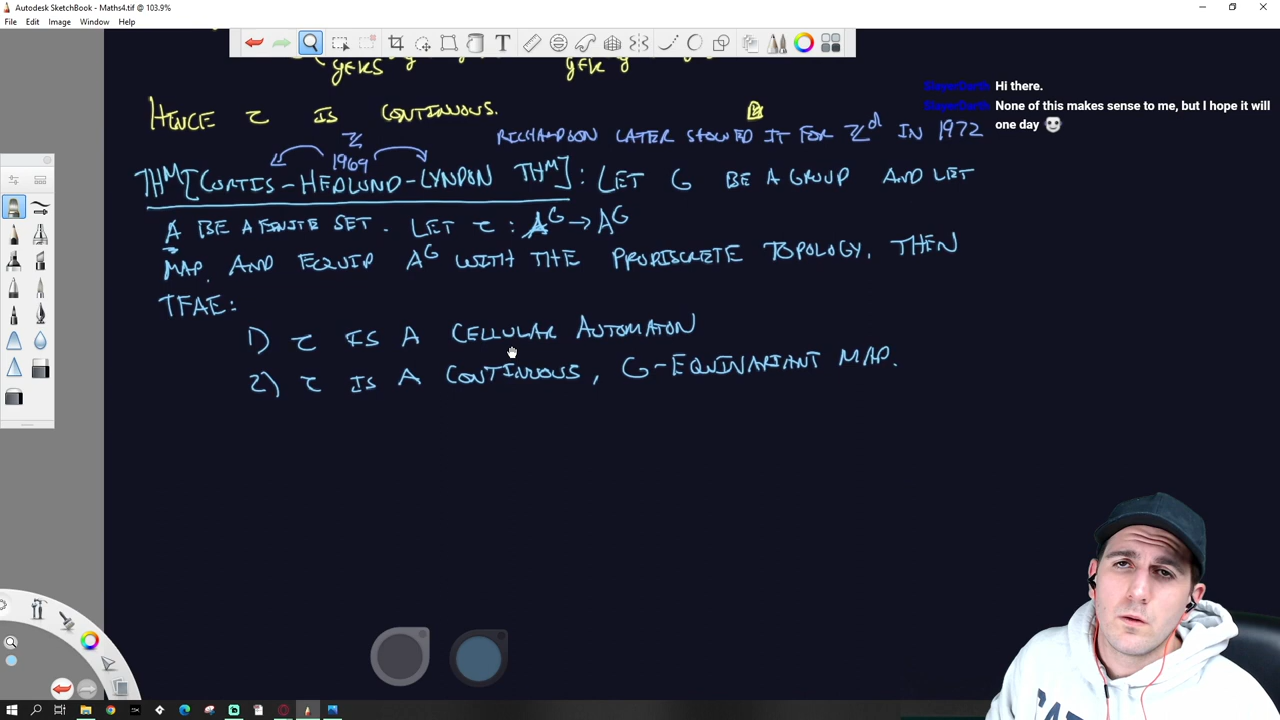 Autodesk SketchBook - Maths4.tif @ 103.9%
File Edit Image Window Help
SlayerDarth Hi there.
SlayerDarth None of this makes sense to me, but I hope it will
one day
HENCE τ IS CONTINUOUS.
ℤ
RICHARDSON LATER SHOWED IT FOR ℤ^d IN 1972
1969
THM [CURTIS-HEDLUND-LYNDON THM]: LET G BE A GROUP AND LET
A BE A FINITE SET. LET τ: A^G → A^G
MAP. AND EQUIP A^G WITH THE PRODISCRETE TOPOLOGY. THEN
TFAE:
1) τ IS A CELLULAR AUTOMATON
2) τ IS A CONTINUOUS, G-EQUIVARIANT MAP.